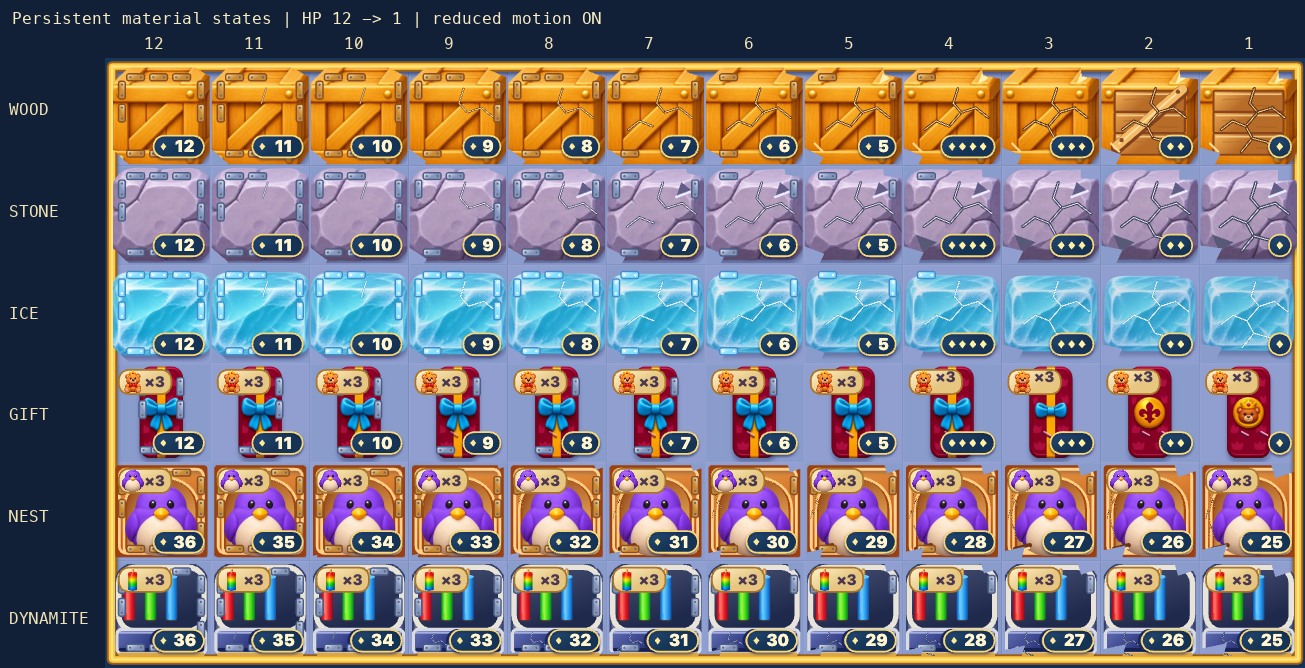 Persistent material states | HP 12 –> 1 | reduced motion ON
12 11 10 9 8 7 6 5 4 3 2 1
WOOD 12 11 10 9 8 7 6 5
STONE 12 11 10 9 8 7 6 5
ICE 12 11 10 9 8 7 6 5
×3 ×3 ×3 ×3 ×3 ×3 ×3 ×3 ×3 ×3 ×3 ×3
GIFT
12 11 10 9 8 7 6 5
×3 ×3 ×3 ×3 ×3 ×3 ×3 ×3 ×3 ×3 ×3 ×3
NEST
36 35 34 33 32 31 30 29 28 27 26 25
×3 ×3 ×3 ×3 ×3 ×3 ×3 ×3 ×3 ×3 ×3 ×3
DYNAMITE
36 35 34 33 32 31 30 29 28 27 26 25